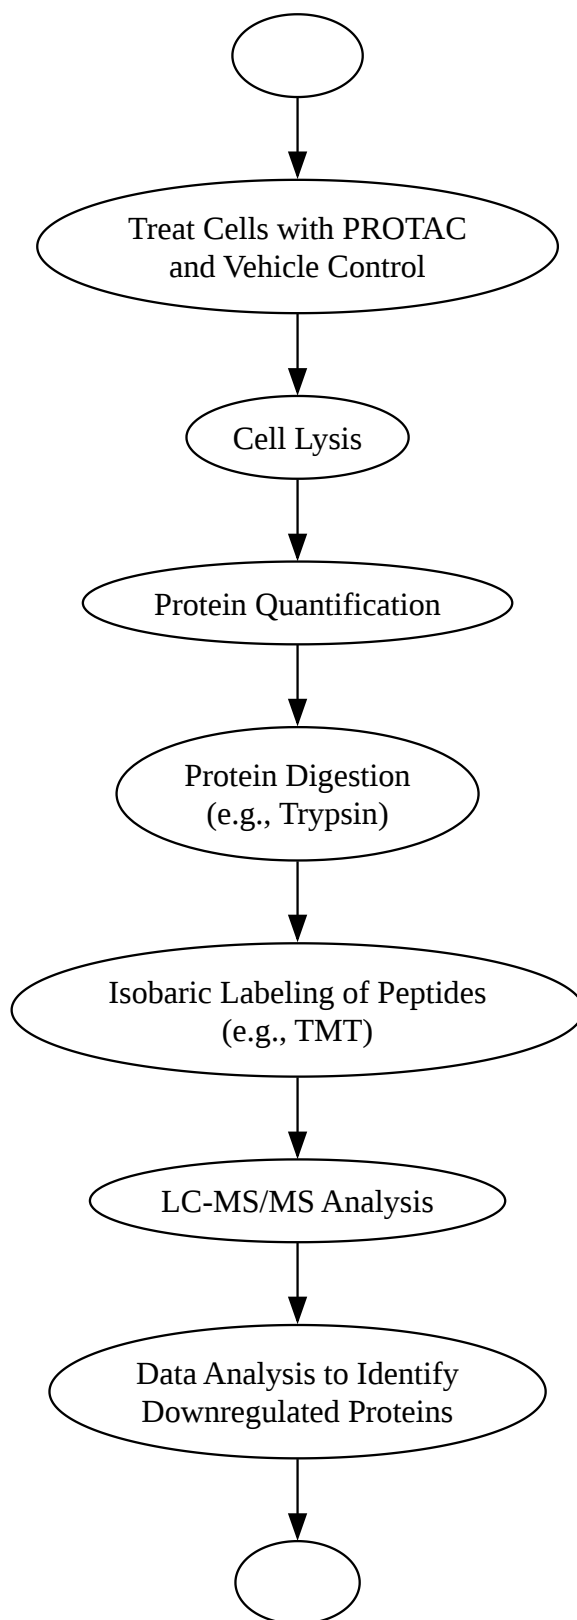 Treat Cells with PROTAC
and Vehicle Control
Cell Lysis
Protein Quantification
Protein Digestion
(e.g., Trypsin)
Isobaric Labeling of Peptides
(e.g., TMT)
LC-MS/MS Analysis
Data Analysis to Identify
Downregulated Proteins